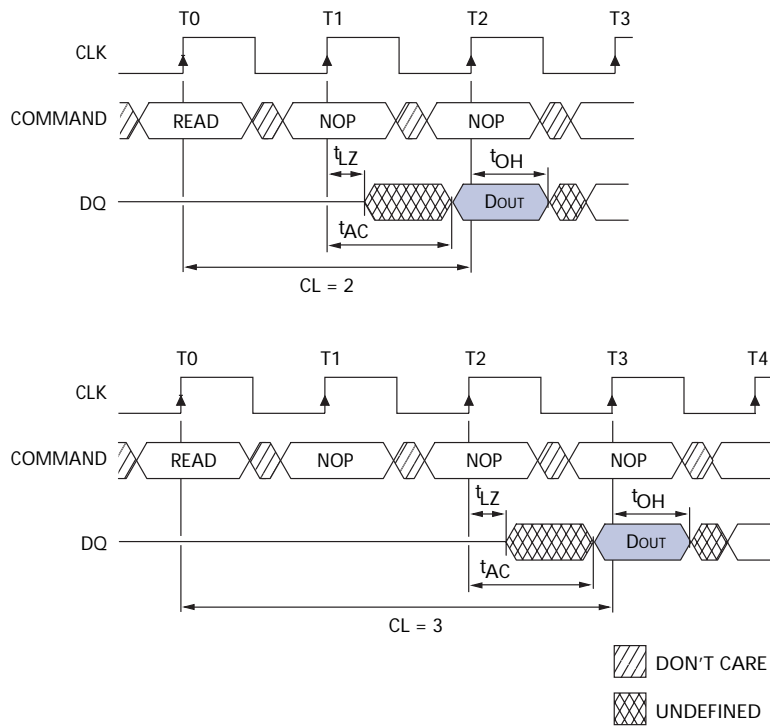 T0 T1 T2 T3
CLK
COMMAND READ NOP NOP
tLZ tOH
DQ DOUT
tAC
CL = 2
T0 T1 T2 T3 T4
CLK
COMMAND READ NOP NOP NOP
tLZ tOH
DQ DOUT
tAC
CL = 3
DON'T CARE
UNDEFINED